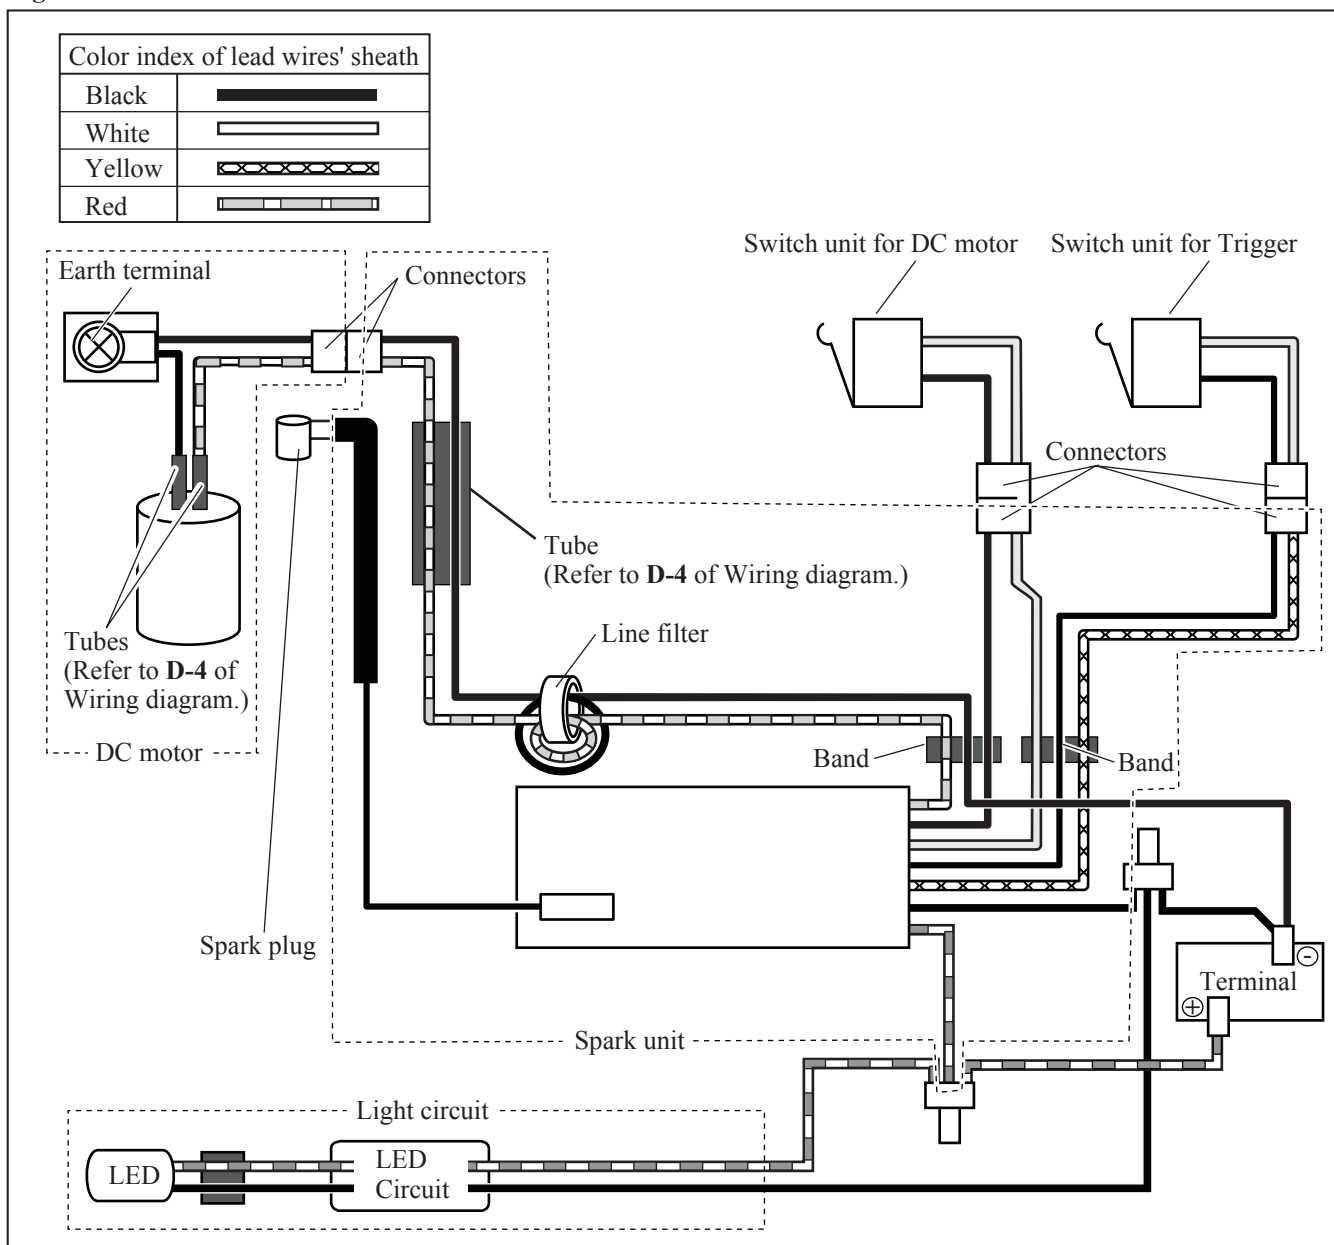 Color index of lead wires' sheath
Black
White
Yellow
Red
Switch unit for DC motor
Switch unit for Trigger
Earth terminal
Connectors
Connectors
Tube
(Refer to D-4 of Wiring diagram.)
Line filter
Tubes
(Refer to D-4 of
Wiring diagram.)
DC motor
Band
Band
Spark plug
-
Terminal
+
Spark unit
Light circuit
LED
LED
Circuit